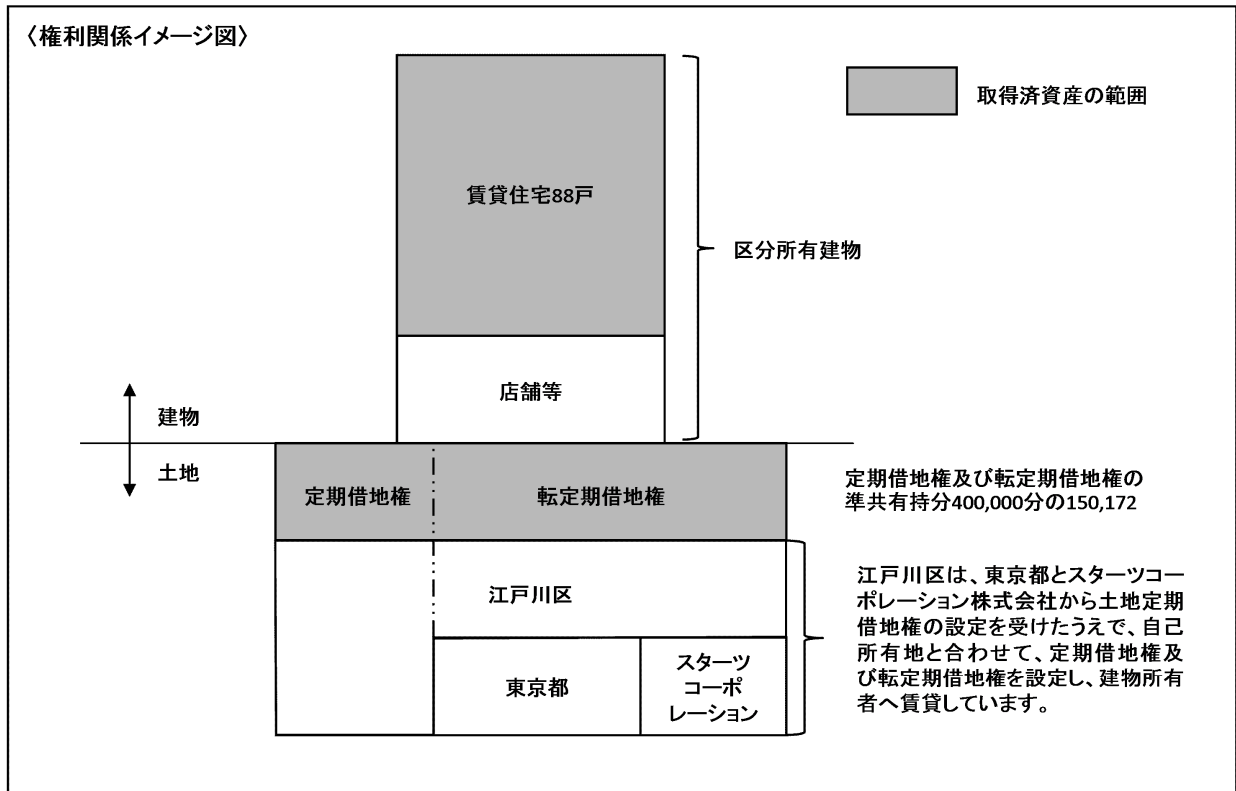 〈権利関係イメージ図〉
取得済資産の範囲
賃貸住宅88戸
区分所有建物
店舗等
建物
土地
定期借地権
転定期借地権
定期借地権及び転定期借地権の
準共有持分400,000分の150,172
江戸川区
東京都
スターツ
コーポ
レーション
江戸川区は、東京都とスターツコー
ポレーション株式会社から土地定期
借地権の設定を受けたうえで、自己
所有地と合わせて、定期借地権及
び転定期借地権を設定し、建物所有
者へ賃貸しています。